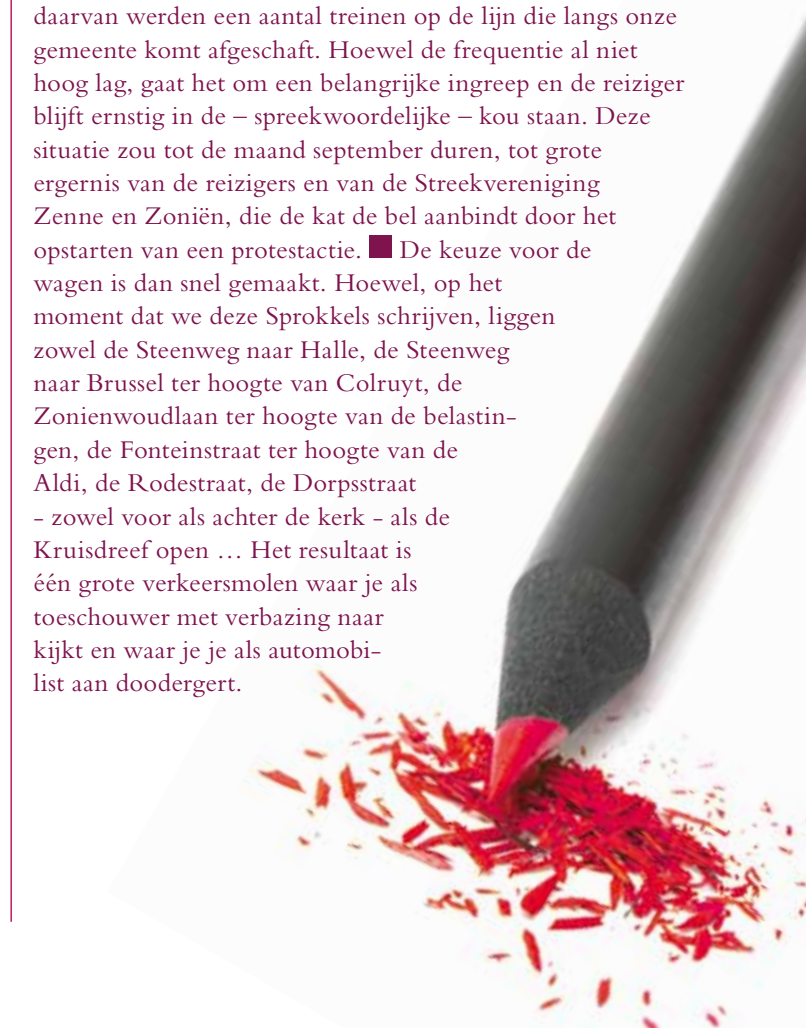 daarvan werden een aantal treinen op de lijn die langs onze
gemeente komt afgeschaft. Hoewel de frequentie al niet
hoog lag, gaat het om een belangrijke ingreep en de reiziger
blijft ernstig in de – spreekwoordelijke – kou staan. Deze
situatie zou tot de maand september duren, tot grote
ergernis van de reizigers en van de Streekvereniging
Zenne en Zoniën, die de kat de bel aanbindt door het
opstarten van een protestactie. ■ De keuze voor de
wagen is dan snel gemaakt. Hoewel, op het
moment dat we deze Sprokkels schrijven, liggen
zowel de Steenweg naar Halle, de Steenweg
naar Brussel ter hoogte van Colruyt, de
Zonienwoudlaan ter hoogte van de belastin-
gen, de Fonteinstraat ter hoogte van de
Aldi, de Rodestraat, de Dorpsstraat
- zowel voor als achter de kerk - als de
Kruisdreef open … Het resultaat is
één grote verkeersmolen waar je als
toeschouwer met verbazing naar
kijkt en waar je je als automobi-
list aan doodergert.